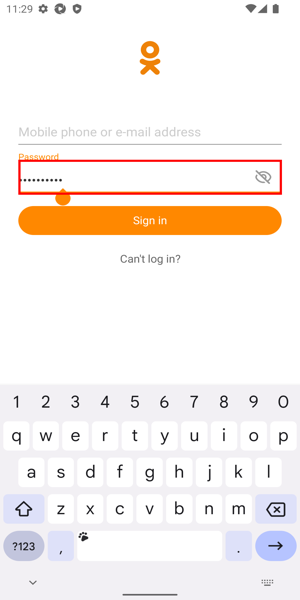 11:29
Mobile phone or e-mail address
Password
••••••••••
Sign in
Can't log in?
1 2 3 4 5 6 7 8 9 0
q w e r t y u i o p
a s d f g h j k l
z x c v b n m
?123 , .